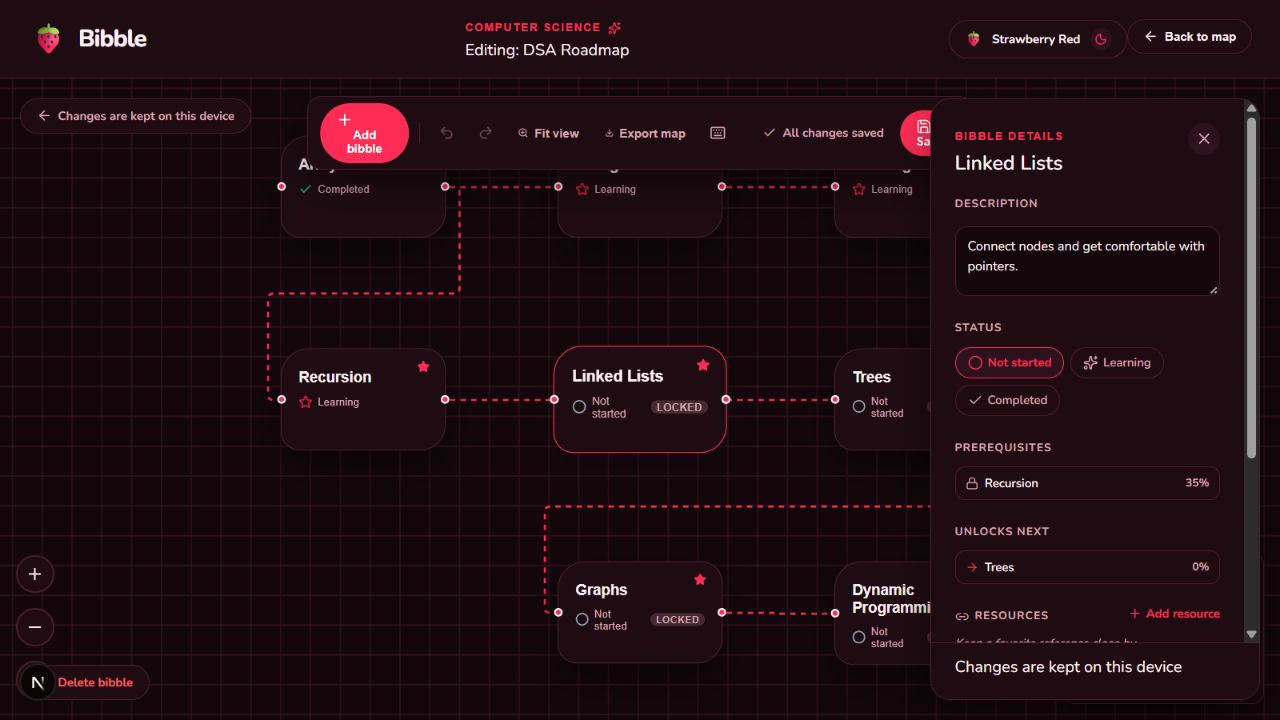 Bibble
COMPUTER SCIENCE
Editing: DSA Roadmap
Strawberry Red
Back to map
Changes are kept on this device
Add
bibble
Fit view
Export map
All changes saved
Completed
Learning
Learning
Recursion
Learning
Linked Lists
Not
started
LOCKED
Trees
Not
started
Graphs
Not
started
LOCKED
Dynamic
Not
started
N
Delete bibble
BIBBLE DETAILS
Linked Lists
DESCRIPTION
Connect nodes and get comfortable with
pointers.
STATUS
Not started
Learning
Completed
PREREQUISITES
Recursion
35%
UNLOCKS NEXT
Trees
0%
RESOURCES
Add resource
Changes are kept on this device